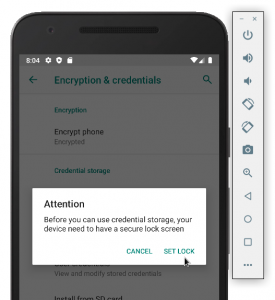 8:04
Encryption & credentials
Encryption
Encrypt phone
Encrypted
Credential storage
Attention
Before you can use credential storage, your
device need to have a secure lock screen
CANCEL
SET LOCK
View and modify stored credentials
Install from SD card